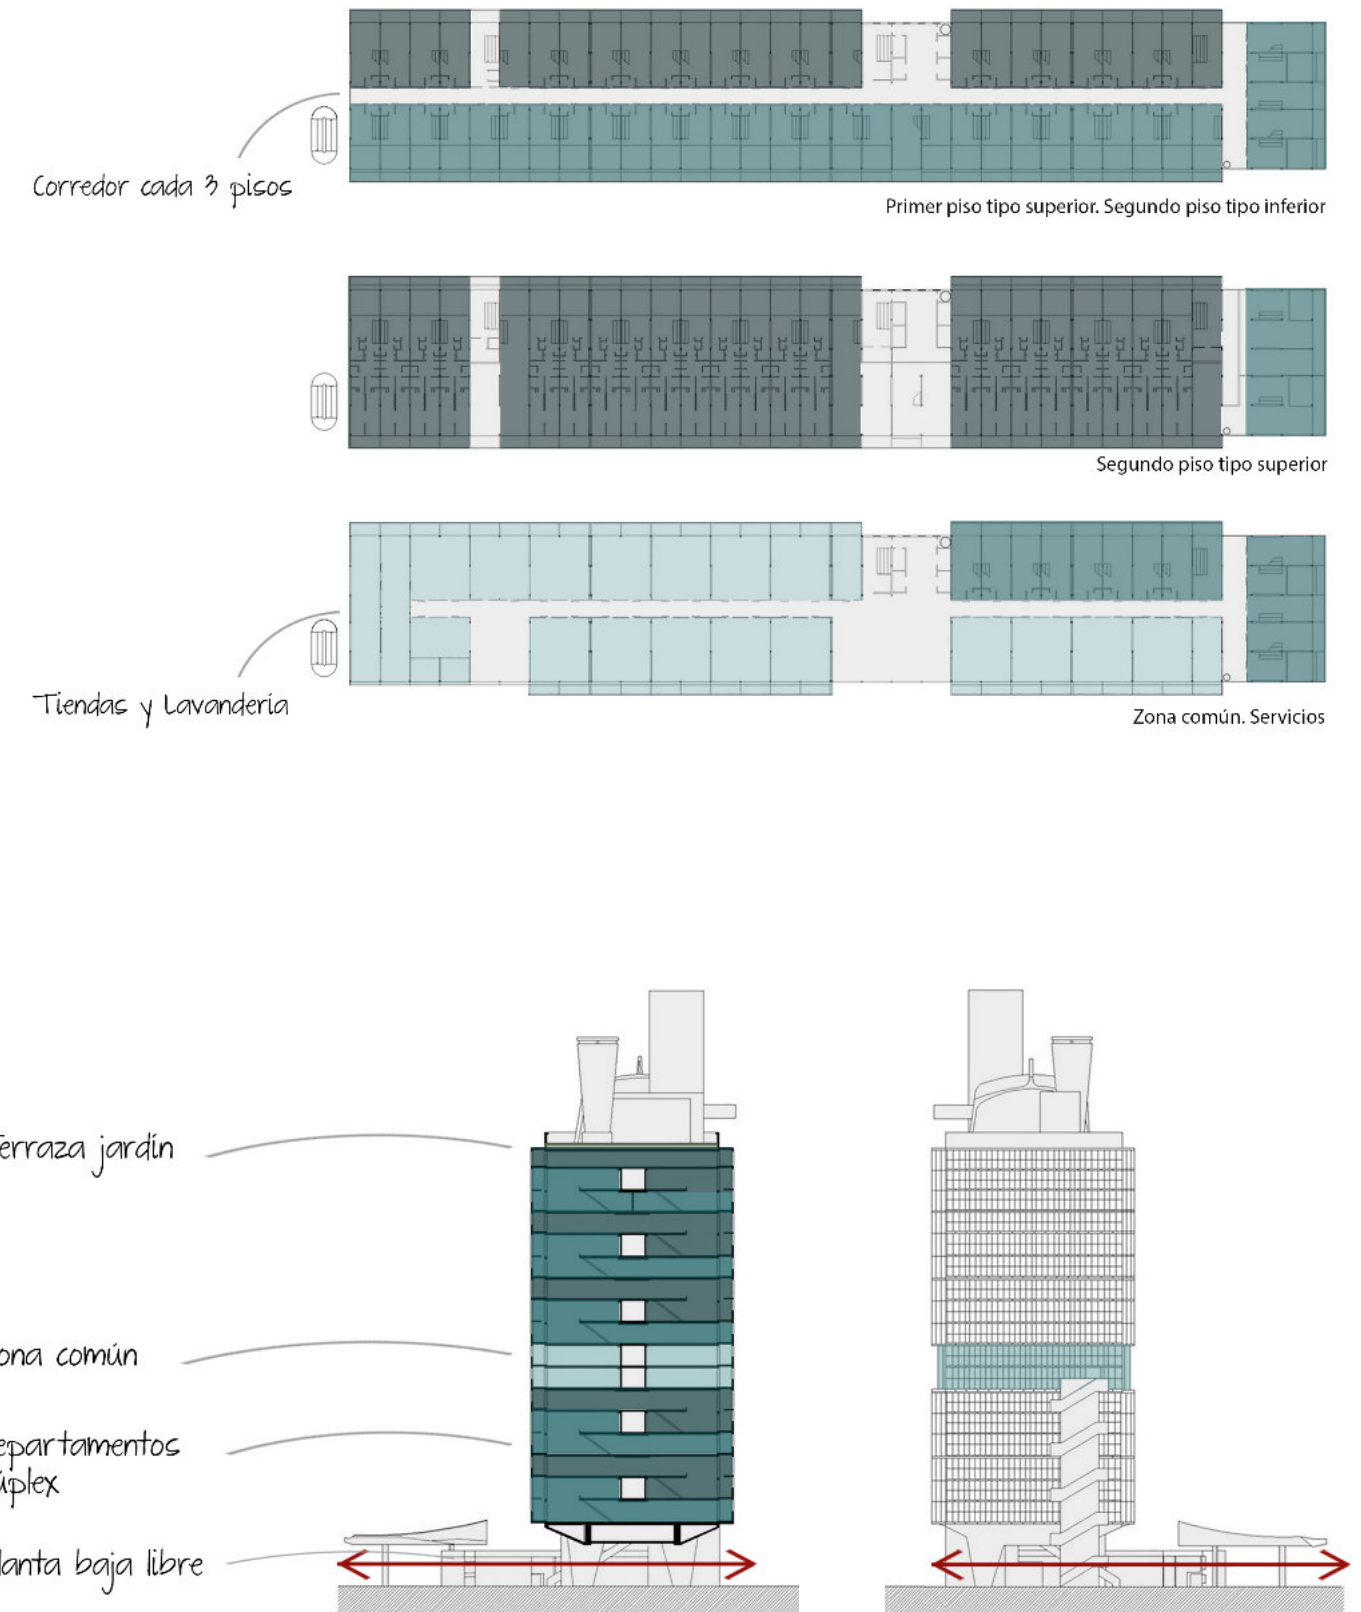 Corredor cada 3 pisos
Primer piso tipo superior. Segundo piso tipo inferior
Segundo piso tipo superior
Tiendas y Lavandería
Zona común. Servicios
Terraza jardín
ona común
epartamentos
úplex
lanta baja libre